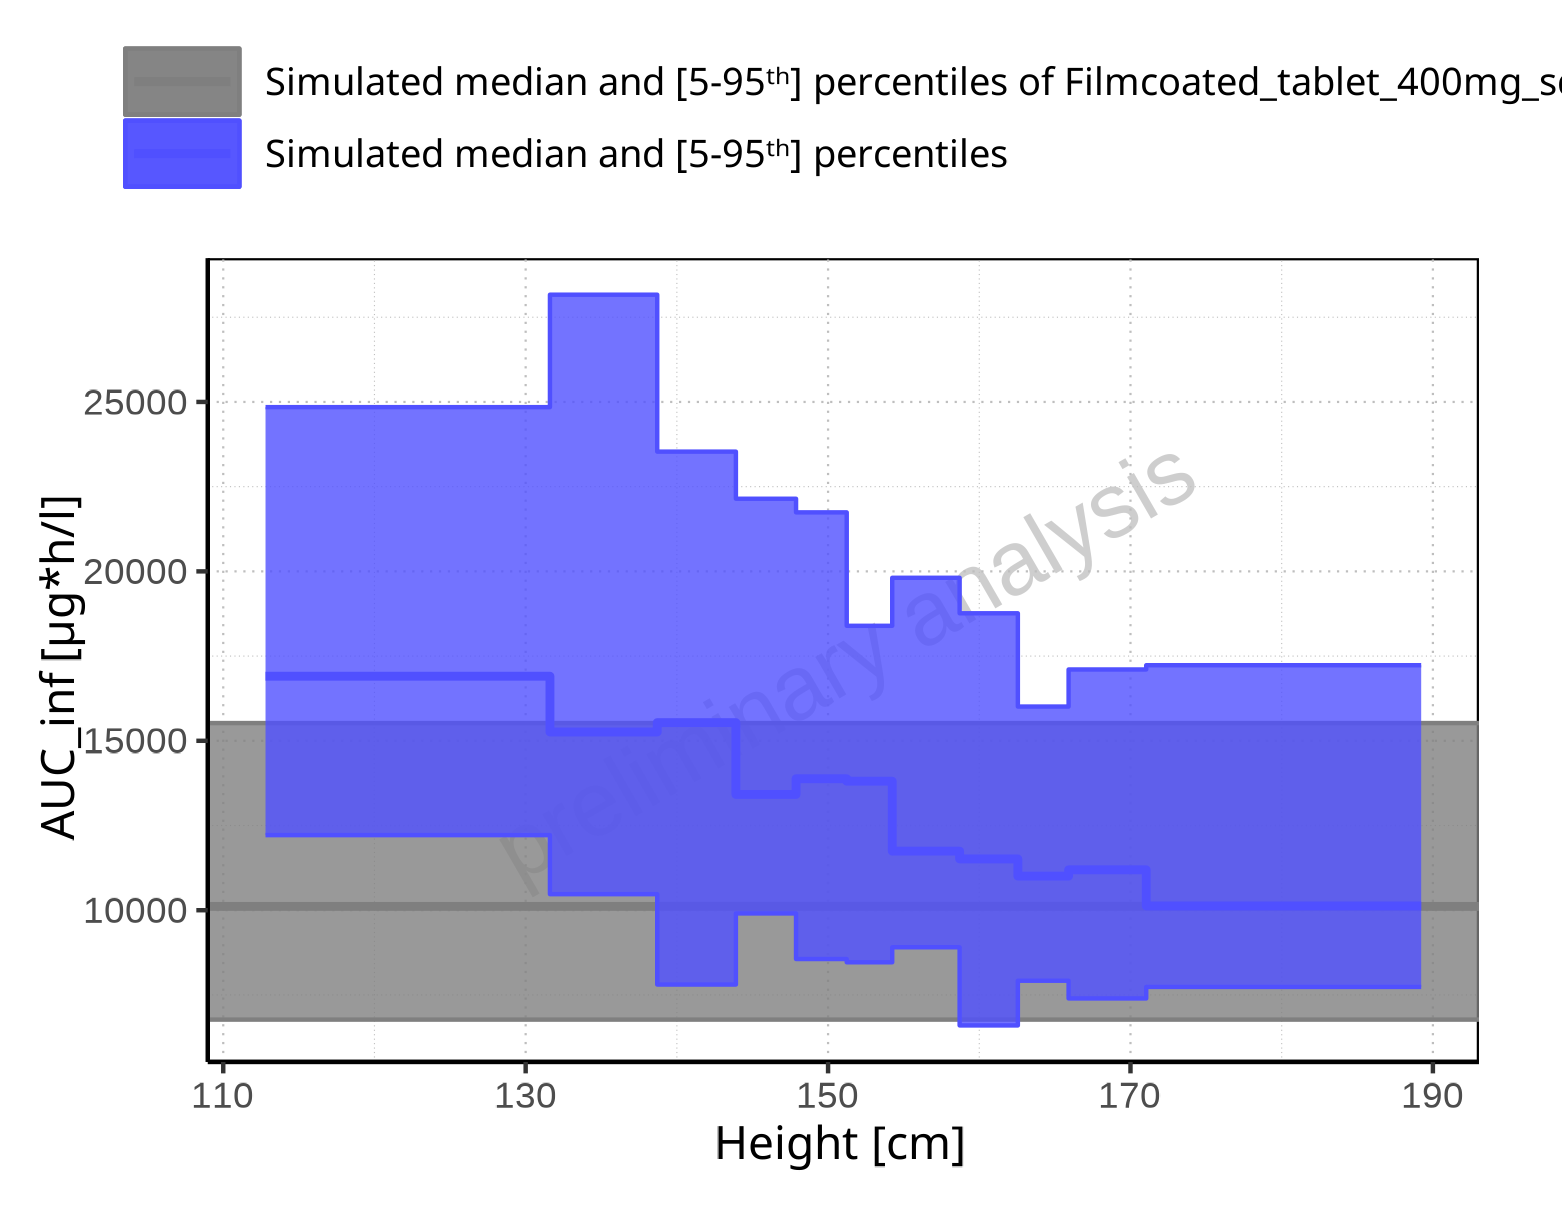 Simulated median and [5-95ᵗʰ] percentiles of Filmcoated_tablet_400mg_
Simulated median and [5-95ᵗʰ] percentiles
25000
20000
15000
10000
AUC_inf [µg*h/l]
preliminary analysis
110
130
150
170
190
Height [cm]